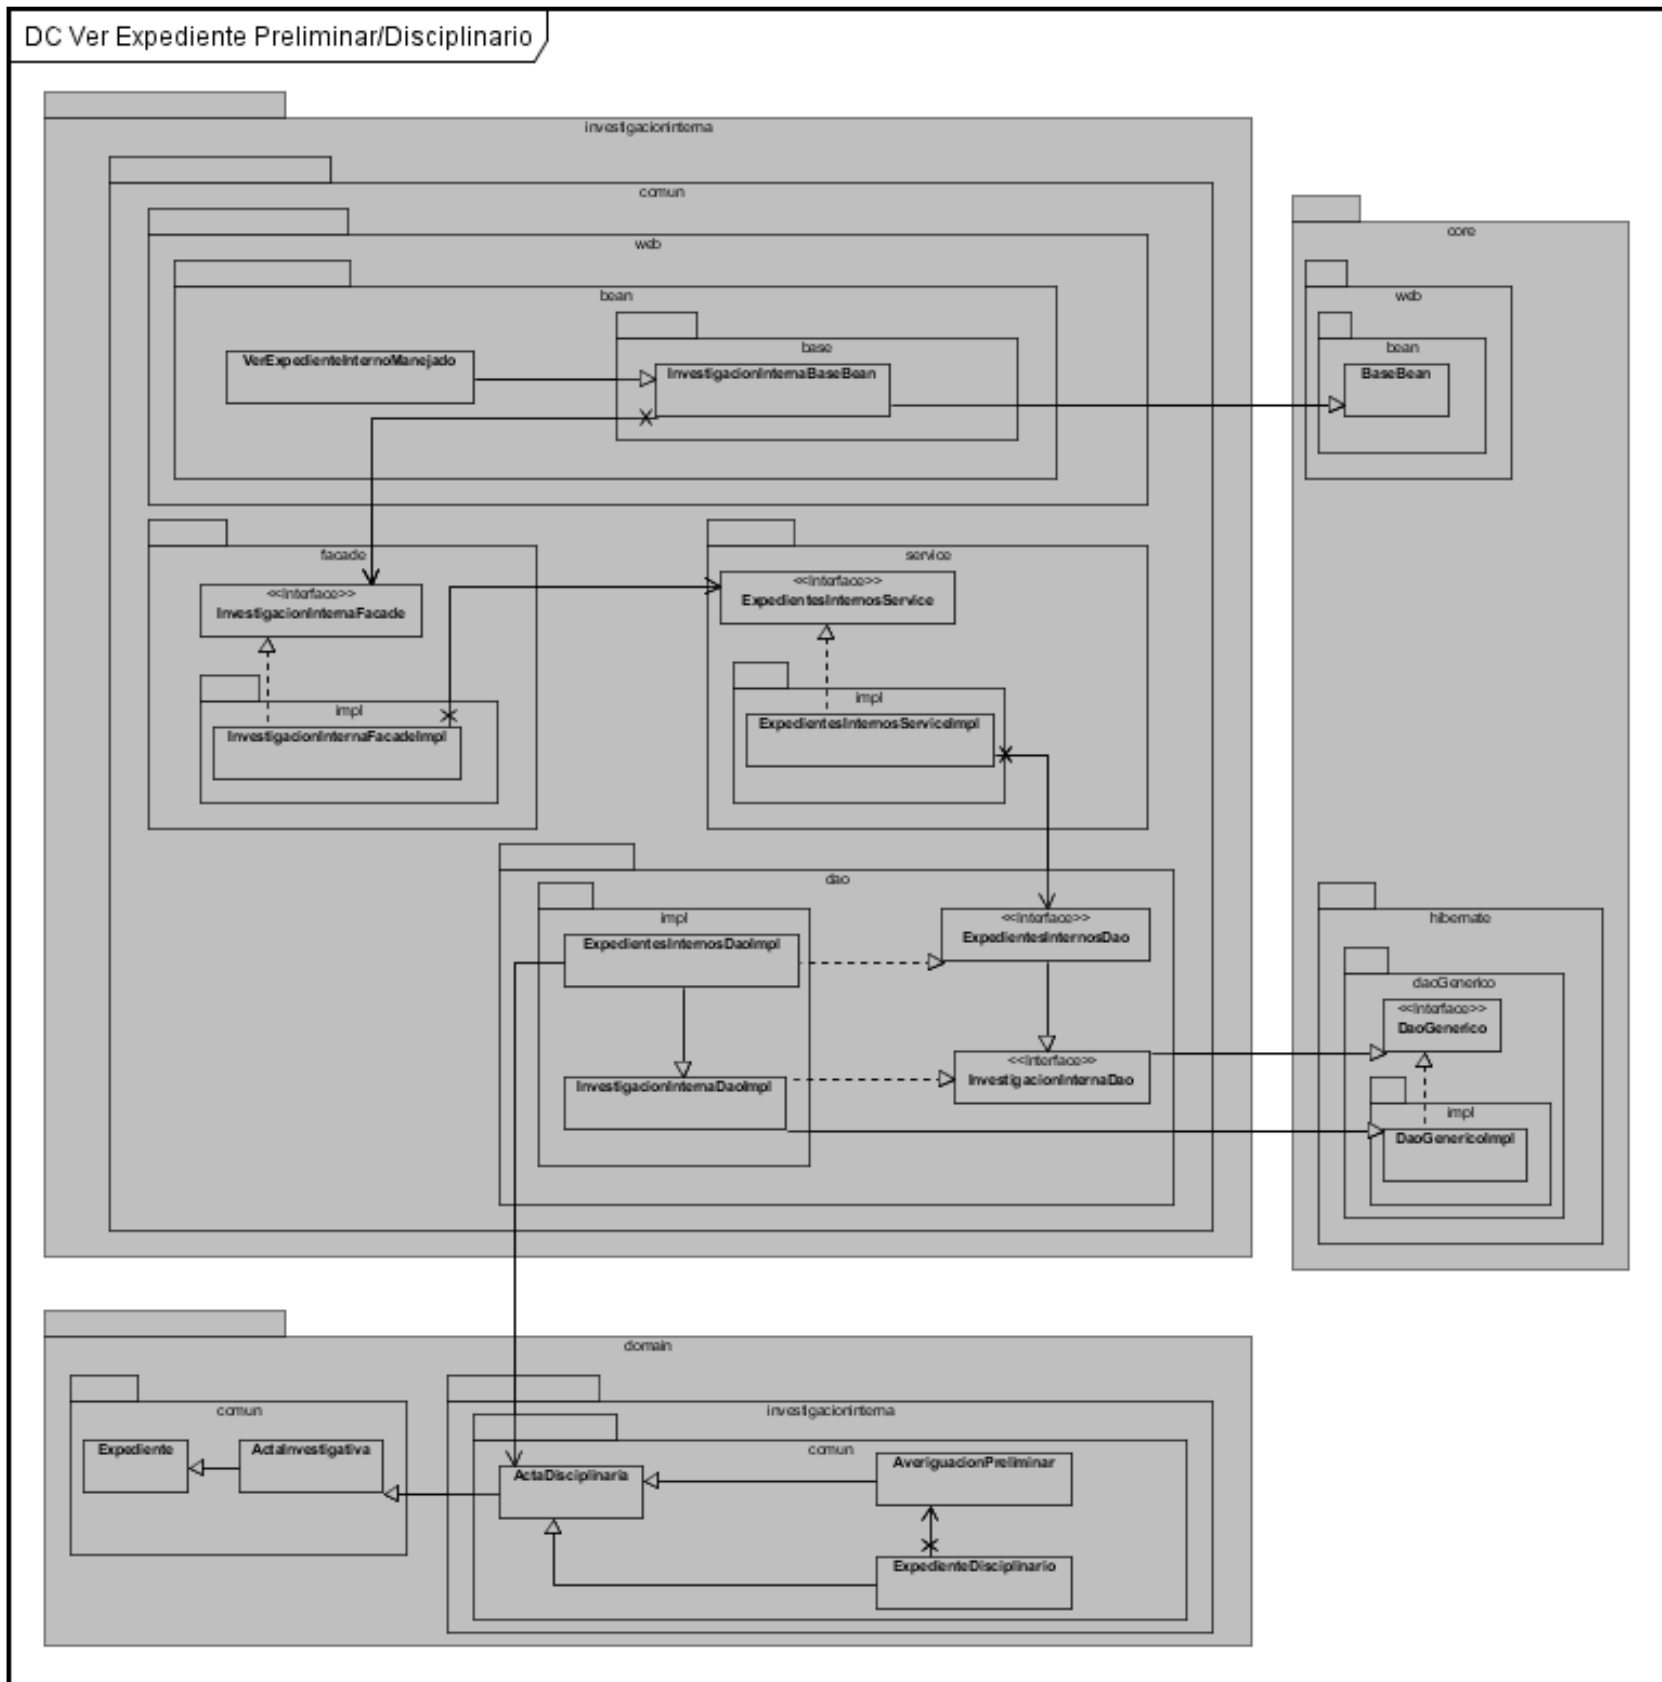 DC Ver Expediente Preliminar/Disciplinario
investigacioninterna
comun
web
bean
VerExpedienteInternoManejado
base
InvestigacionInternaBaseBean
core
web
bean
BaseBean
facade
<<Interface>>
InvestigacionInternaFacade
impl
InvestigacionInternaFacadeImpl
service
<<Interface>>
ExpedientesInternosService
impl
ExpedientesInternosServiceImpl
dao
impl
ExpedientesInternosDaoImpl
InvestigacionInternaDaoImpl
<<Interface>>
ExpedientesInternosDao
<<Interface>>
InvestigacionInternaDao
hibernate
daoGenerico
<<Interface>>
DaoGenerico
impl
DaoGenericoImpl
domain
comun
Expediente
ActaInvestigativa
investigacioninterna
comun
ActaDisciplinaria
AveriguacionPreliminar
ExpedienteDisciplinario